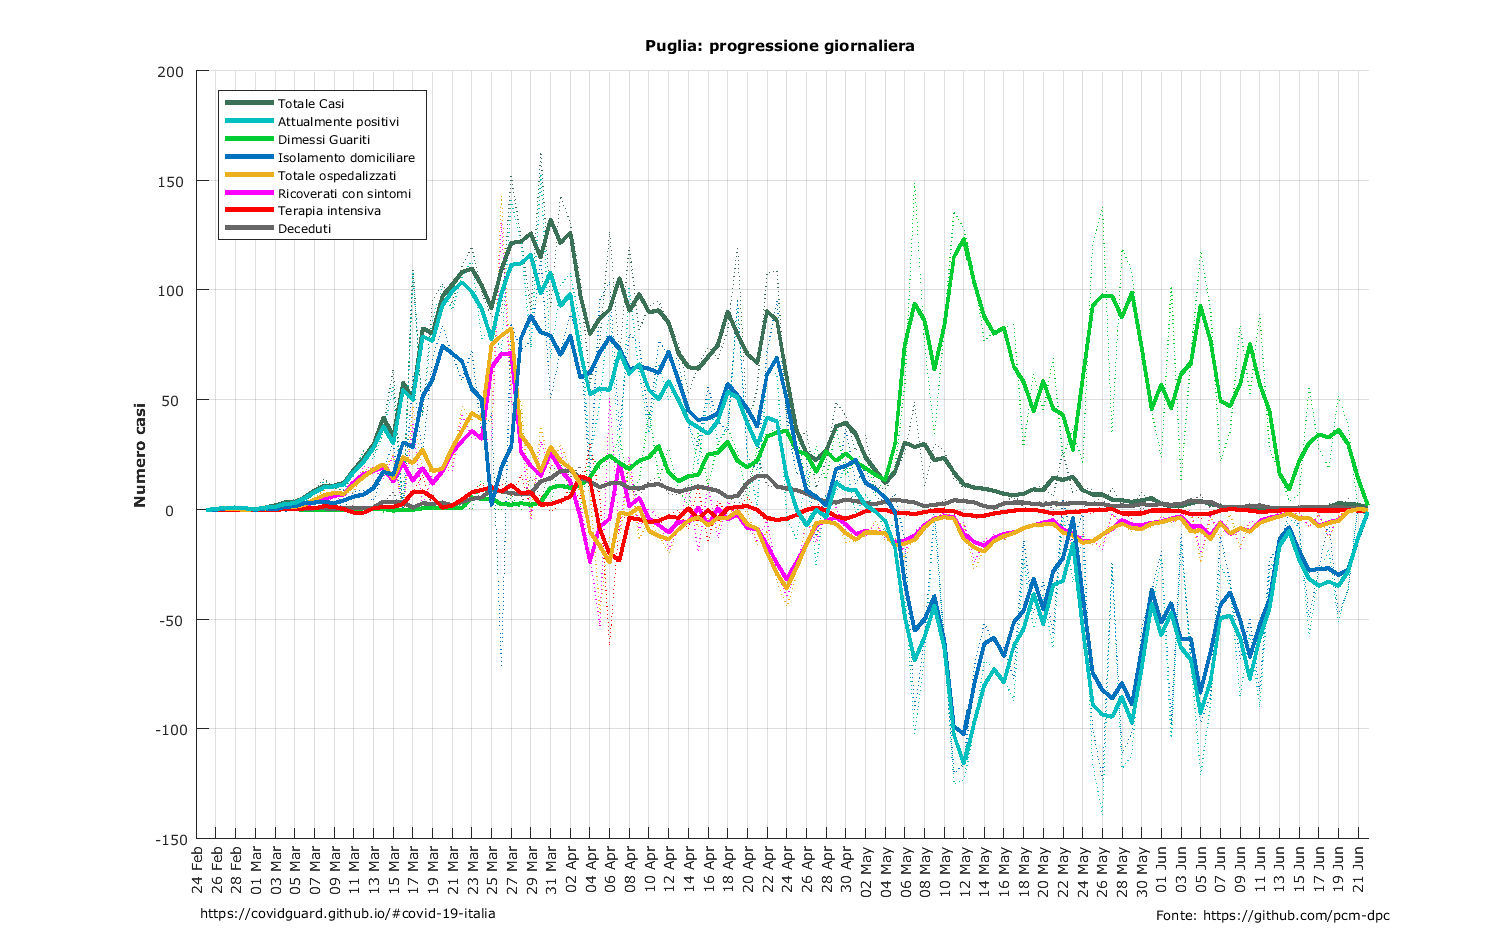 Puglia: progressione giornaliera
200
150
100
50
0
-50
-100
-150
Numero casi
Totale Casi
Attualmente positivi
Dimessi Guariti
Isolamento domiciliare
Totale ospedalizzati
Ricoverati con sintomi
Terapia intensiva
Deceduti
24 Feb
26 Feb
28 Feb
01 Mar
03 Mar
05 Mar
07 Mar
09 Mar
11 Mar
13 Mar
15 Mar
17 Mar
19 Mar
21 Mar
23 Mar
25 Mar
27 Mar
29 Mar
31 Mar
02 Apr
04 Apr
06 Apr
08 Apr
10 Apr
12 Apr
14 Apr
16 Apr
18 Apr
20 Apr
22 Apr
24 Apr
26 Apr
28 Apr
30 Apr
02 May
04 May
06 May
08 May
10 May
12 May
14 May
16 May
18 May
20 May
22 May
24 May
26 May
28 May
30 May
01 Jun
03 Jun
05 Jun
07 Jun
09 Jun
11 Jun
13 Jun
15 Jun
17 Jun
19 Jun
21 Jun
https://covidguard.github.io/#covid-19-italia
Fonte: https://github.com/pcm-dpc